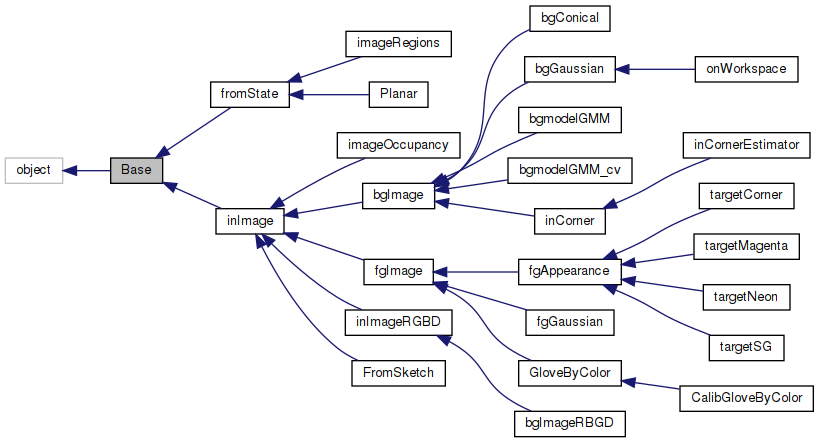 object
Base
fromState
imageRegions
Planar
inImage
imageOccupancy
bgImage
bgConical
bgGaussian
onWorkspace
bgmodelGMM
bgmodelGMM_cv
inCorner
inCornerEstimator
fgImage
fgAppearance
targetCorner
targetMagenta
targetNeon
targetSG
fgGaussian
GloveByColor
CalibGloveByColor
inImageRGBD
bgImageRBGD
FromSketch